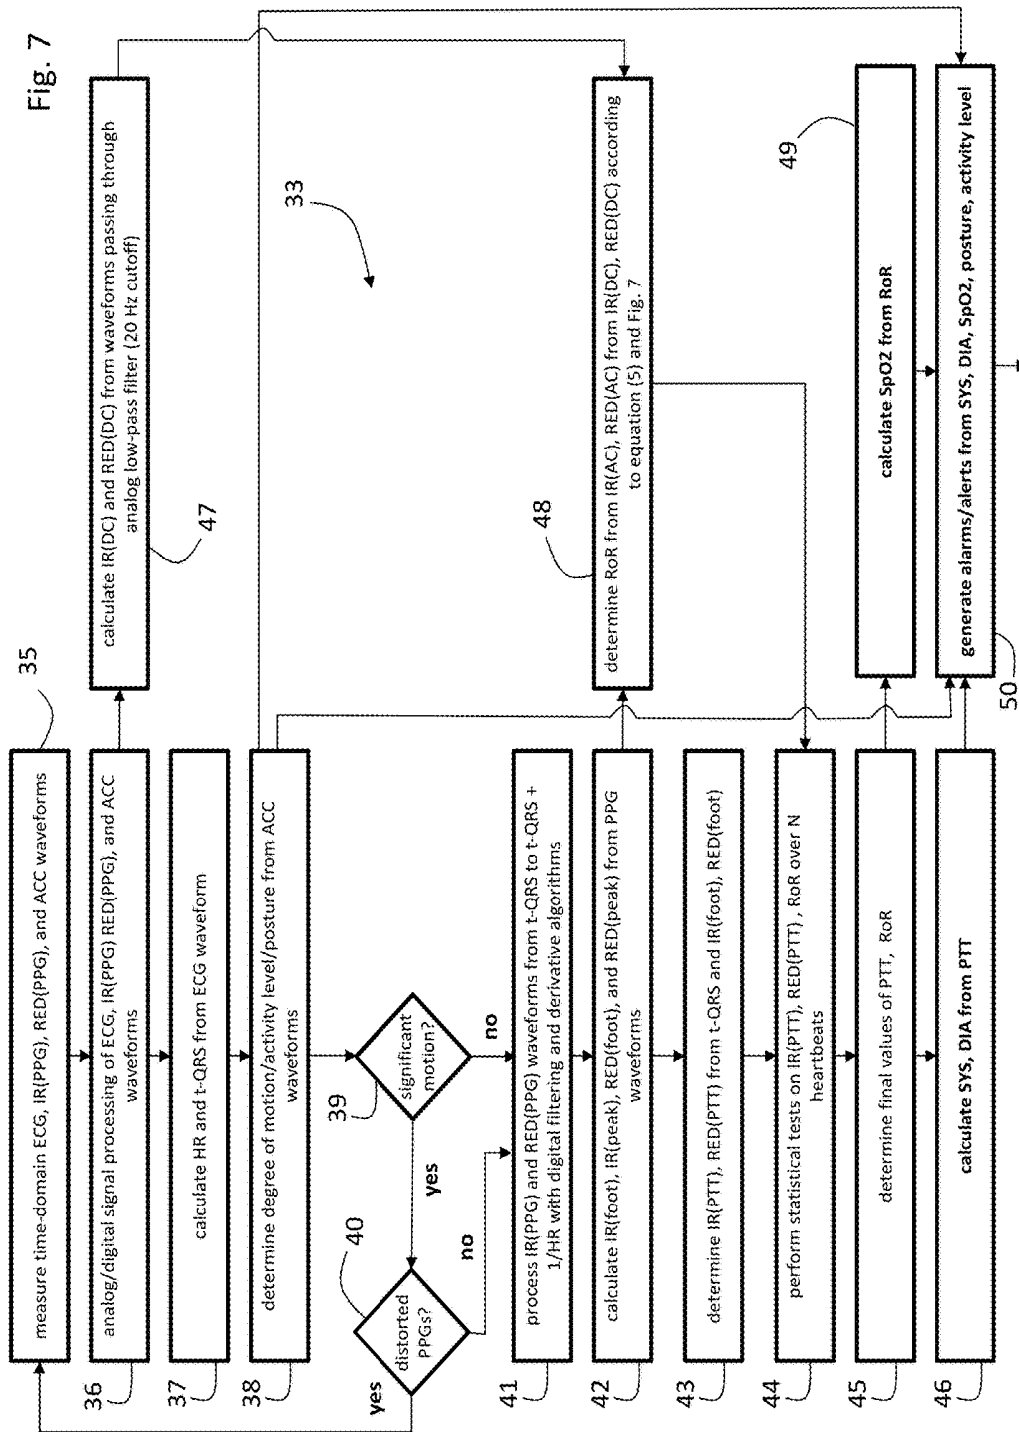 Fig. 7
35
measure time-domain ECG, IR(PPG), RED(PPG), and ACC waveforms
36
analog/digital signal processing of ECG, IR(PPG) RED(PPG), and ACC
waveforms
47
calculate IR(DC) and RED(DC) from waveforms passing through
analog low-pass filter (20 Hz cutoff)
37
calculate HR and t-QRS from ECG waveform
38
determine degree of motion/activity level/posture from ACC
waveforms
33
39
significant
motion?
yes
no
40
distorted
PPGs?
yes
no
41
process IR(PPG) and RED(PPG) waveforms from t-QRS to t-QRS +
1/HR with digital filtering and derivative algorithms
42
calculate IR(foot), IR(peak), RED(foot), and RED(peak) from PPG
waveforms
48
determine RoR from IR(AC), RED(AC) from IR(DC), RED(DC) according
to equation (5) and Fig. 7
43
determine IR(PTT), RED(PTT) from t-QRS and IR(foot), RED(foot)
44
perform statistical tests on IR(PTT), RED(PTT), RoR over N
heartbeats
45
determine final values of PTT, RoR
49
calculate SpO2 from RoR
46
calculate SYS, DIA from PTT
50
generate alarms/alerts from SYS, DIA, SpO2, posture, activity level